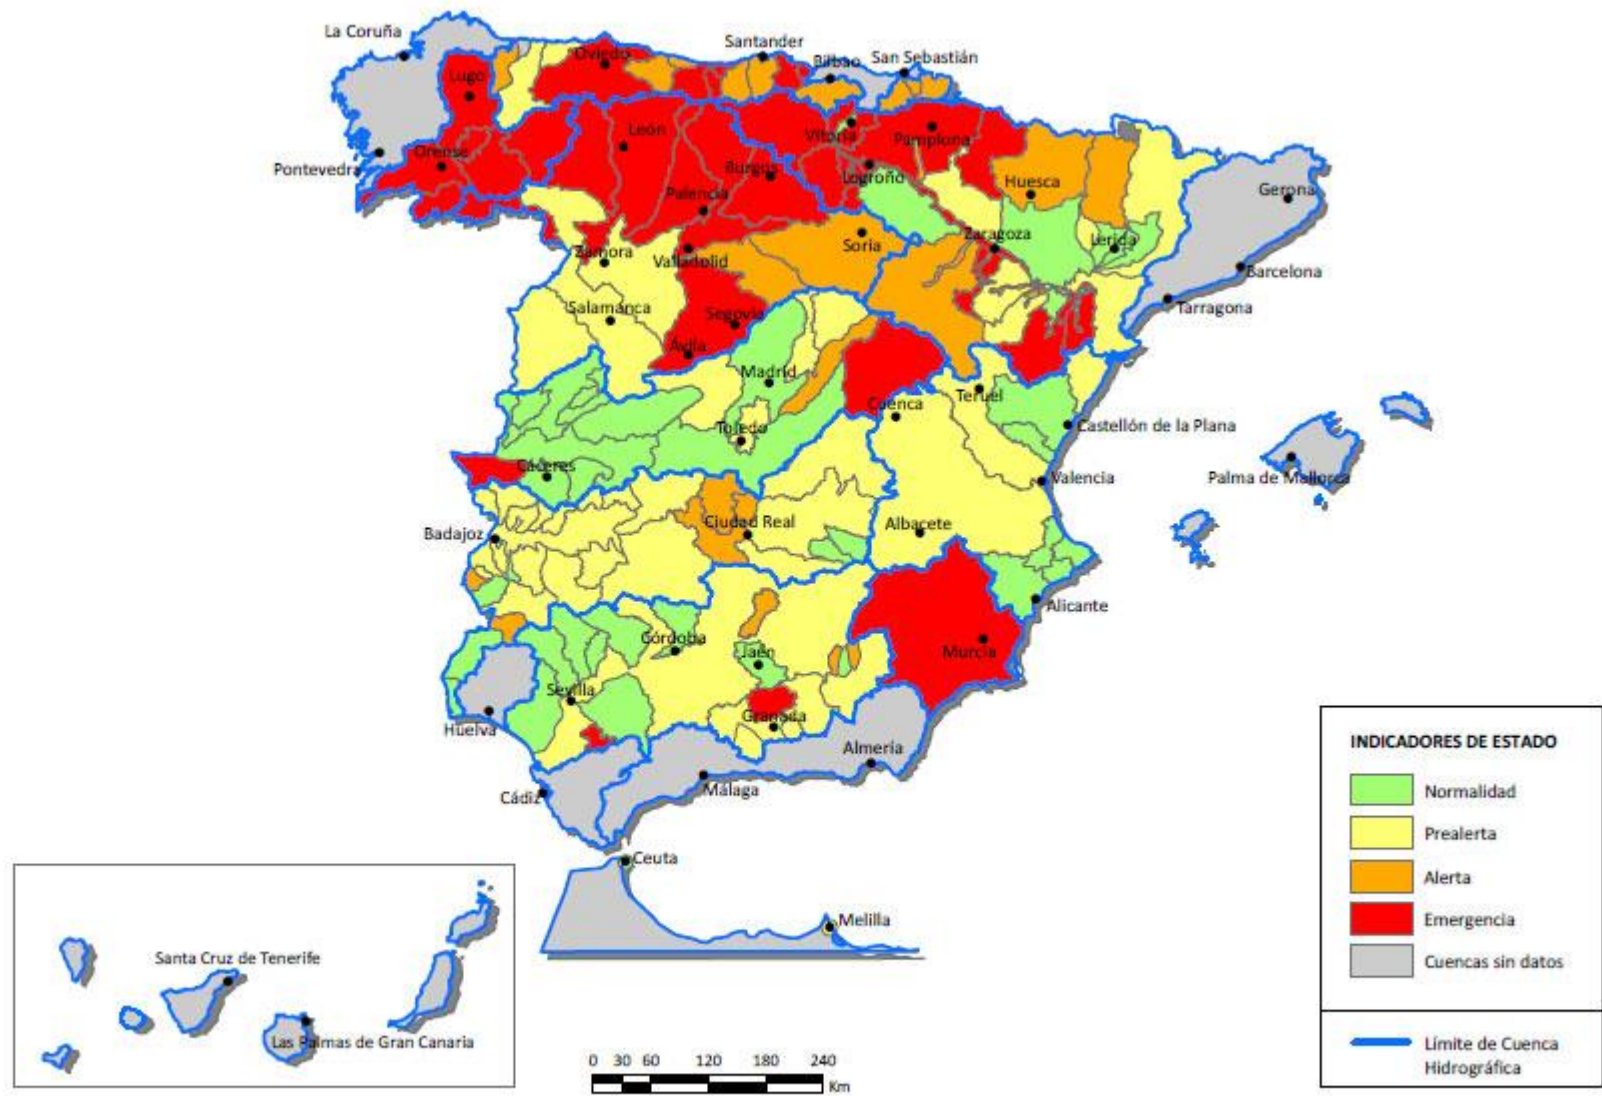 La Coruña
Santander
Oviedo
Bilbao
San Sebastián
Lugo
León
Vitoria
Pamplona
Orense
Pontevedra
Burgos
Logroño
Palencia
Huesca
Gerona
Soria
Zaragoza
Lerida
Zamora
Valladolid
Barcelona
Salamanca
Segovia
Tarragona
Ávila
Madrid
Teruel
Cuenca
Toledo
Castellón de la Plana
Cáceres
Valencia
Palma de Mallorca
Badajoz
Ciudad Real
Albacete
Alicante
Córdoba
Jaén
Murcia
Sevilla
Huelva
Granada
Almería
Cádiz
Málaga
Ceuta
Melilla
Santa Cruz de Tenerife
Las Palmas de Gran Canaria
0 30 60 120 180 240
Km
INDICADORES DE ESTADO
Normalidad
Prealerta
Alerta
Emergencia
Cuencas sin datos
Límite de Cuenca
Hidrográfica